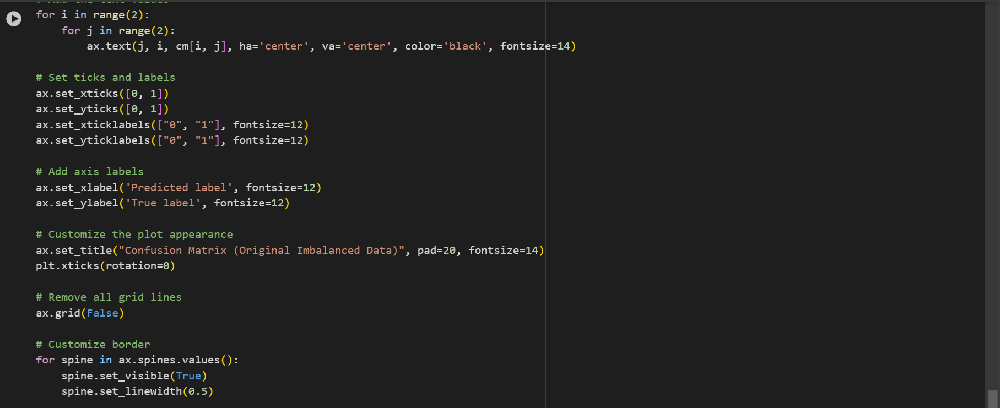 for i in range(2):
    for j in range(2):
        ax.text(j, i, cm[i, j], ha='center', va='center', color='black', fontsize=14)

# Set ticks and labels
ax.set_xticks([0, 1])
ax.set_yticks([0, 1])
ax.set_xticklabels(["0", "1"], fontsize=12)
ax.set_yticklabels(["0", "1"], fontsize=12)

# Add axis labels
ax.set_xlabel('Predicted label', fontsize=12)
ax.set_ylabel('True label', fontsize=12)

# Customize the plot appearance
ax.set_title("Confusion Matrix (Original Imbalanced Data)", pad=20, fontsize=14)
plt.xticks(rotation=0)

# Remove all grid lines
ax.grid(False)

# Customize border
for spine in ax.spines.values():
    spine.set_visible(True)
    spine.set_linewidth(0.5)